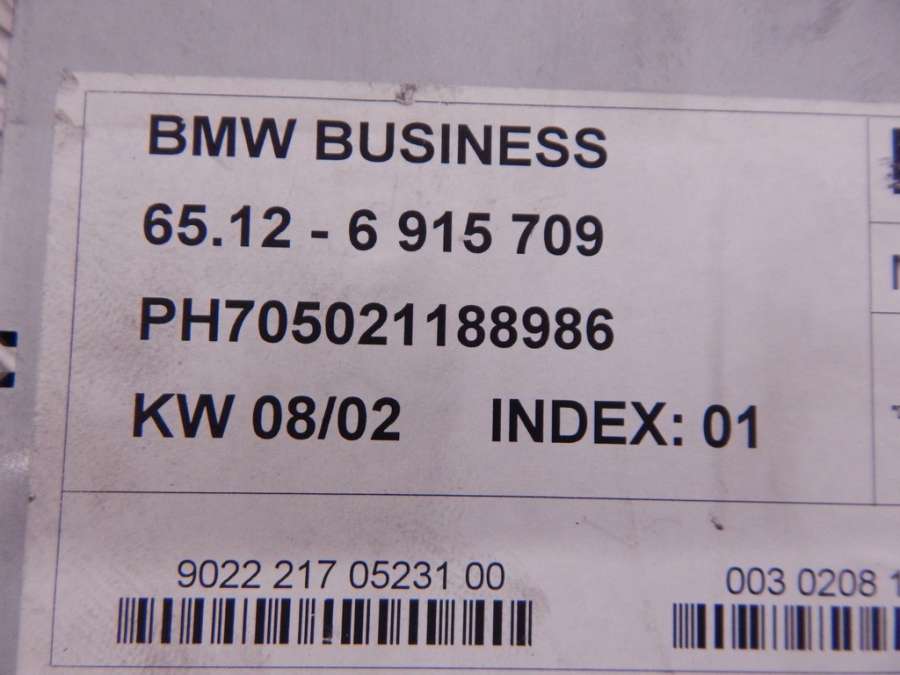 BMW BUSINESS
65.12 - 6 915 709
PH705021188986
KW 08/02 INDEX: 01
9022 217 05231 00
003 0208